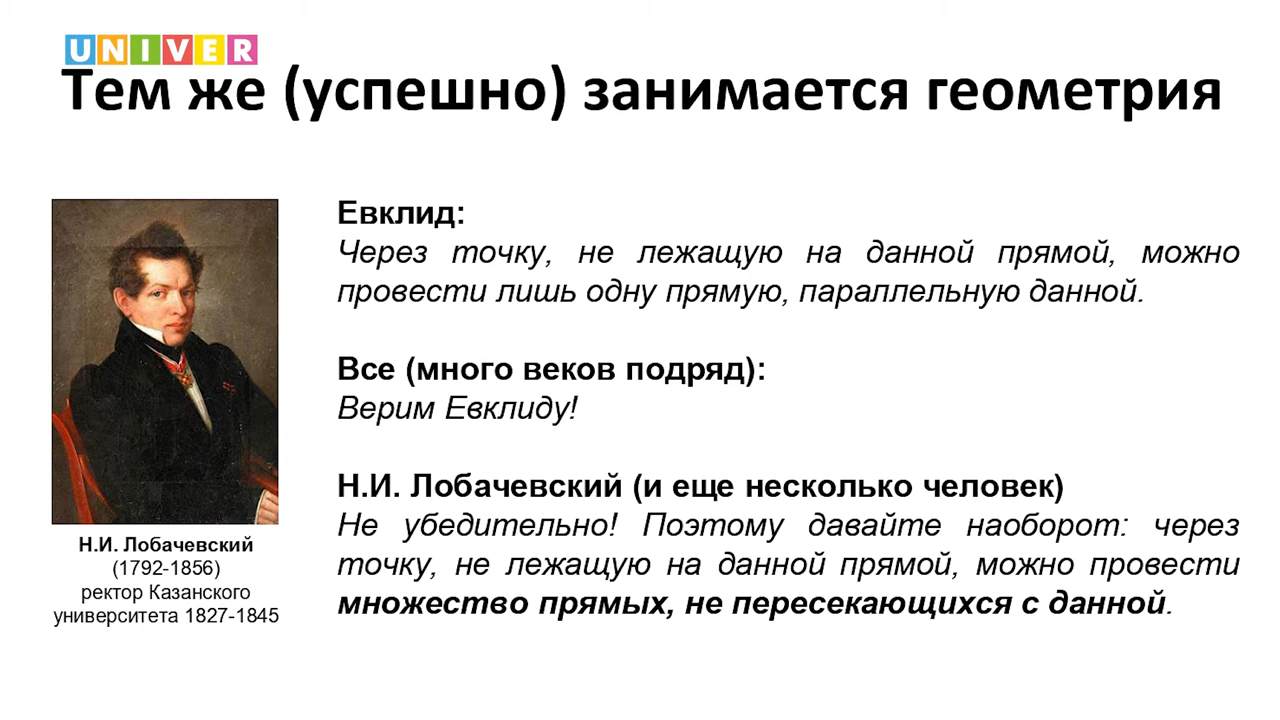 UNIVER
Тем же (успешно) занимается геометрия
Евклид:
Через точку, не лежащую на данной прямой, можно
провести лишь одну прямую, параллельную данной.
Все (много веков подряд):
Верим Евклиду!
Н.И. Лобачевский (и еще несколько человек)
Не убедительно! Поэтому давайте наоборот: через
точку, не лежащую на данной прямой, можно провести
множество прямых, не пересекающихся с данной.
Н.И. Лобачевский
(1792-1856)
ректор Казанского
университета 1827-1845